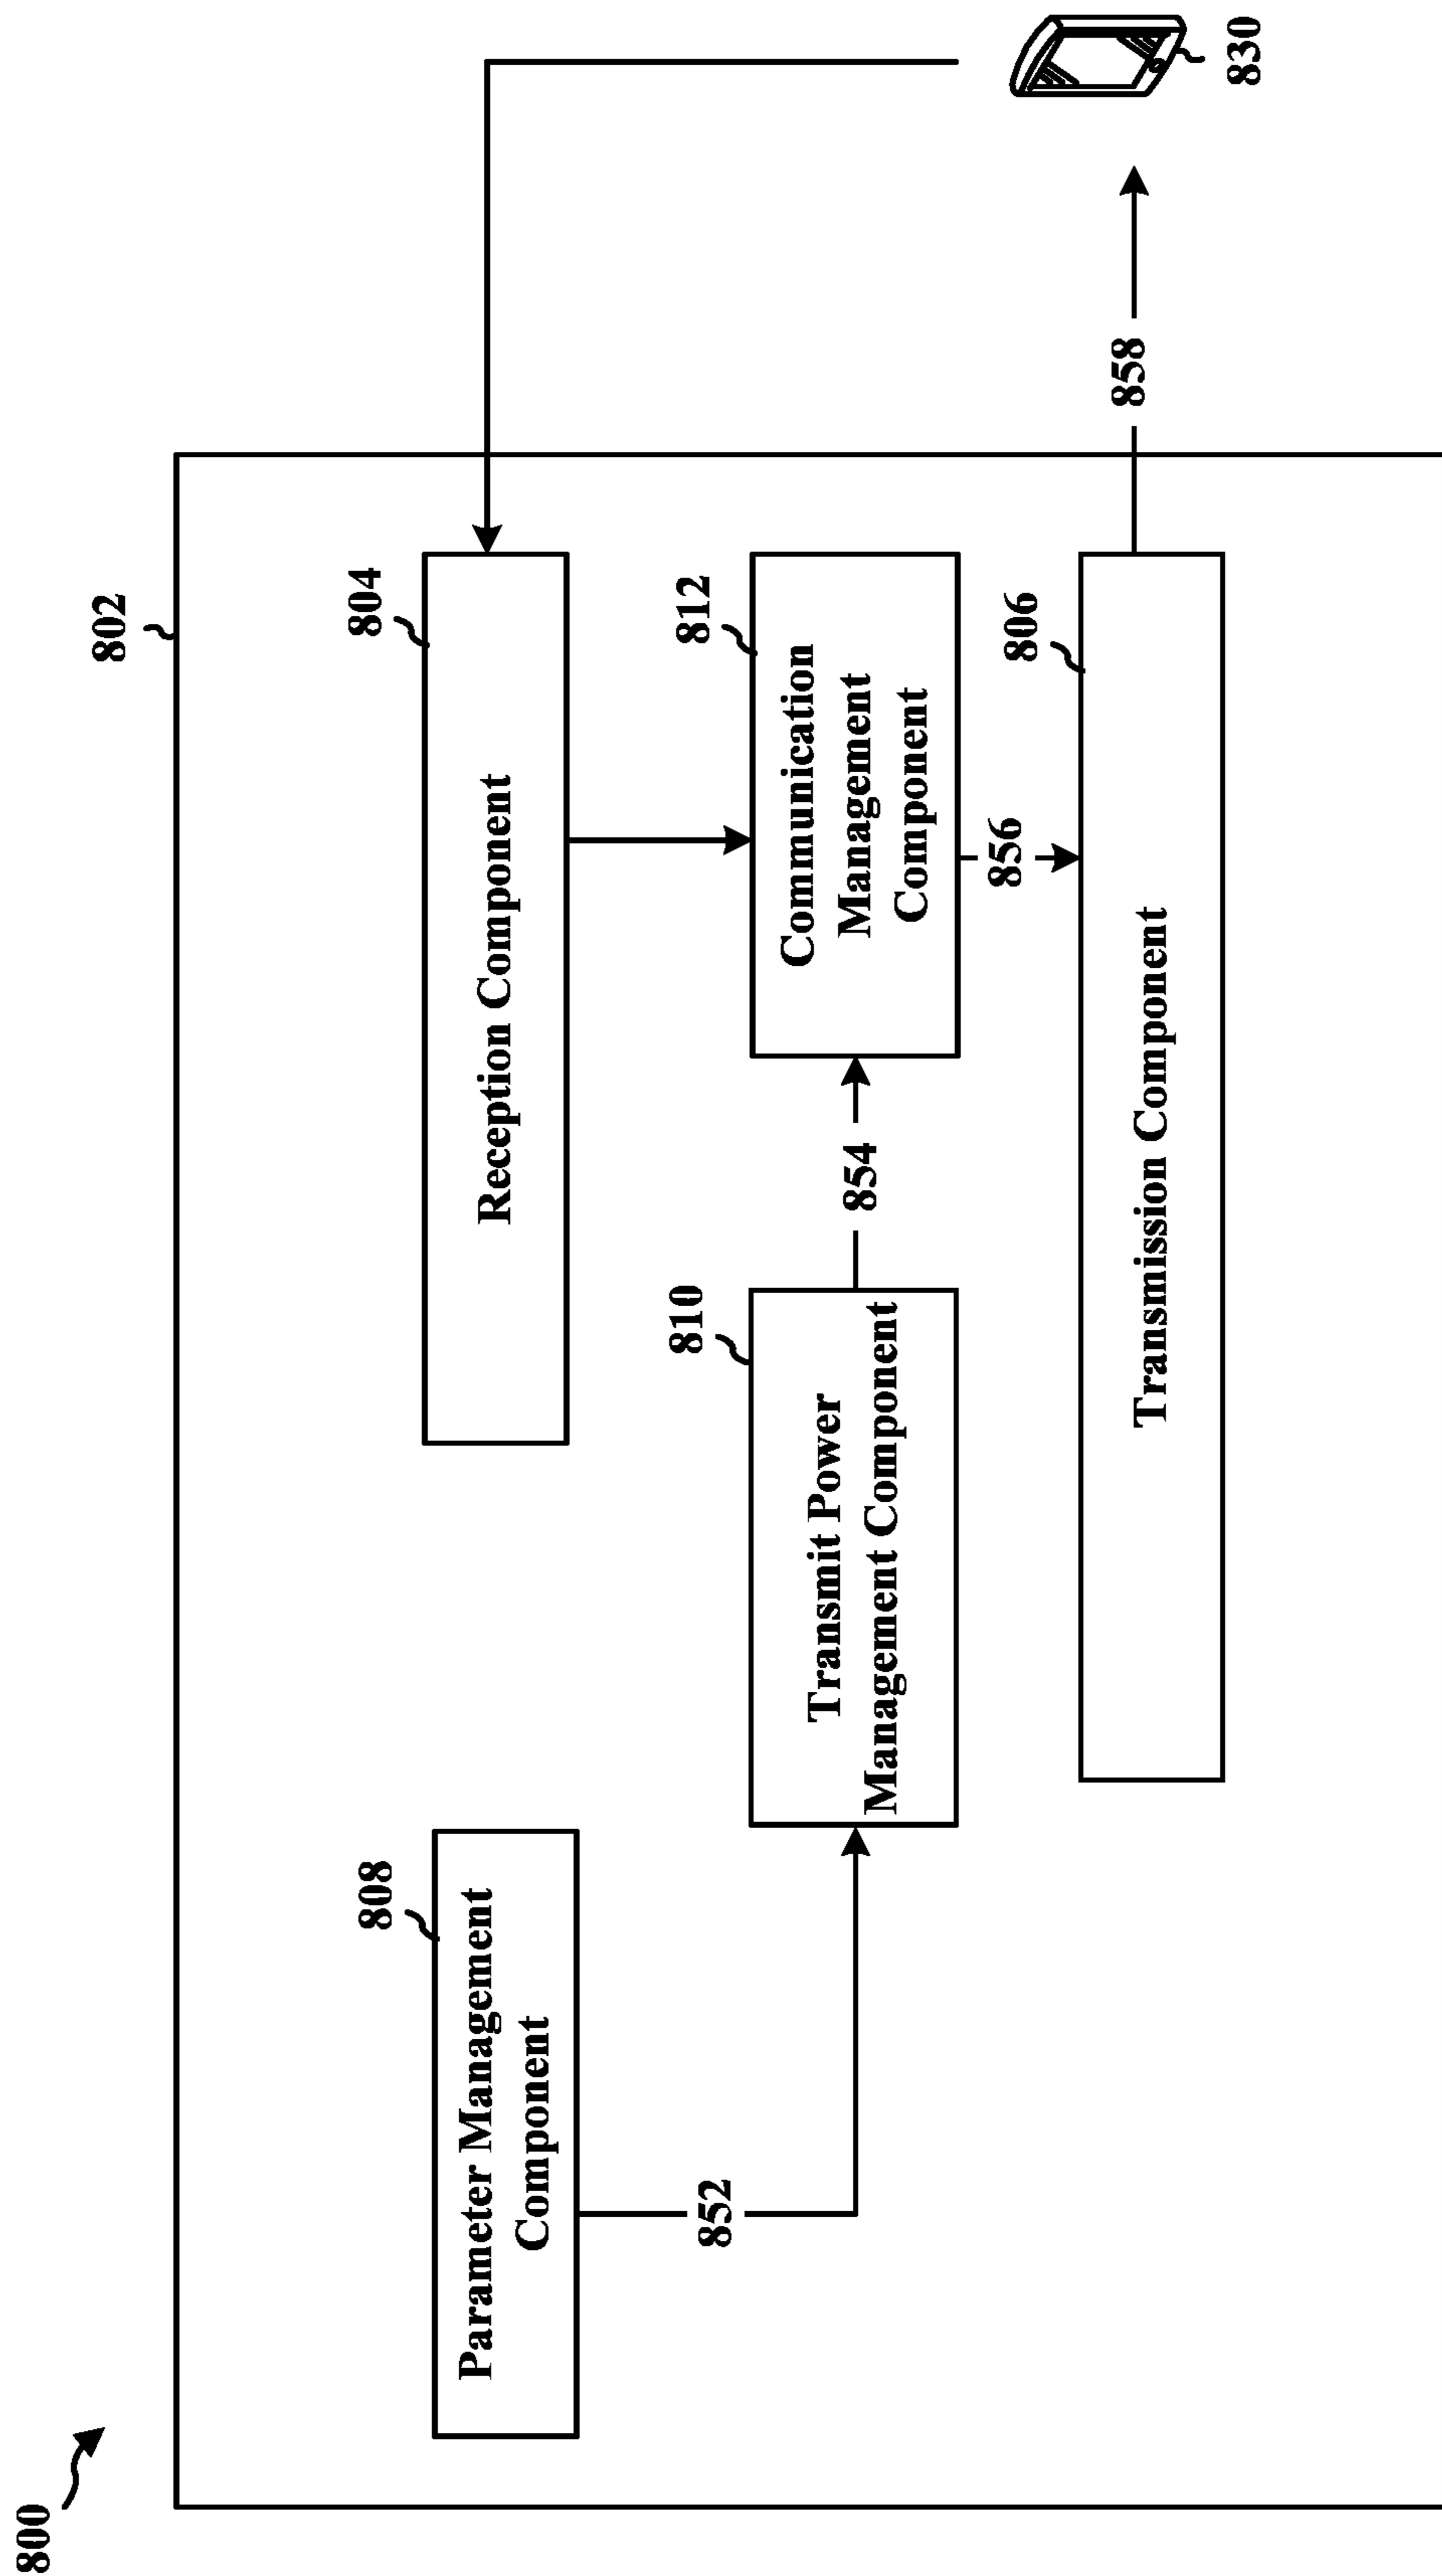 800
802
804
Reception Component
808
Parameter Management
Component
852
810
Transmit Power
Management Component
854
812
Communication
Management
Component
856
806
Transmission Component
858
830